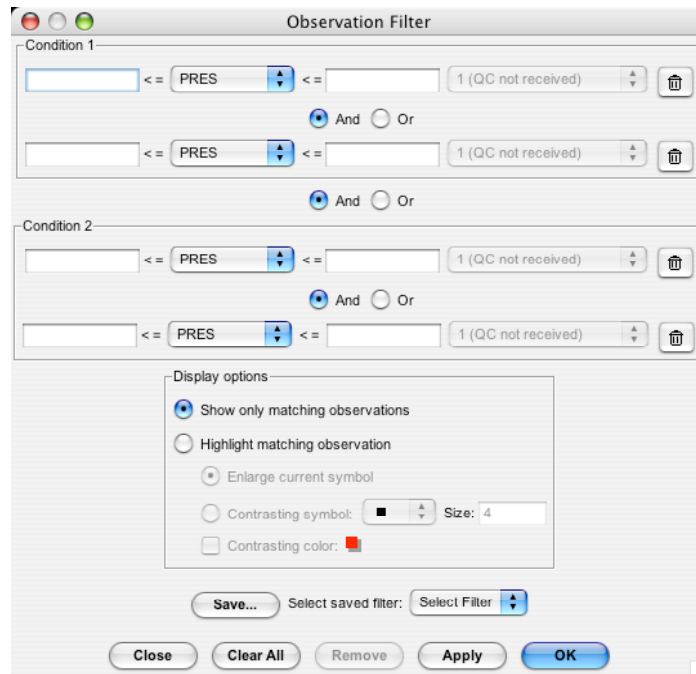 Observation Filter
Condition 1
<= PRES <= 1 (QC not received)
And Or
<= PRES <= 1 (QC not received)
And Or
Condition 2
<= PRES <= 1 (QC not received)
And Or
<= PRES <= 1 (QC not received)
Display options
Show only matching observations
Highlight matching observation
Enlarge current symbol
Contrasting symbol: Size: 4
Contrasting color:
Save... Select saved filter: Select Filter
Close Clear All Remove Apply OK